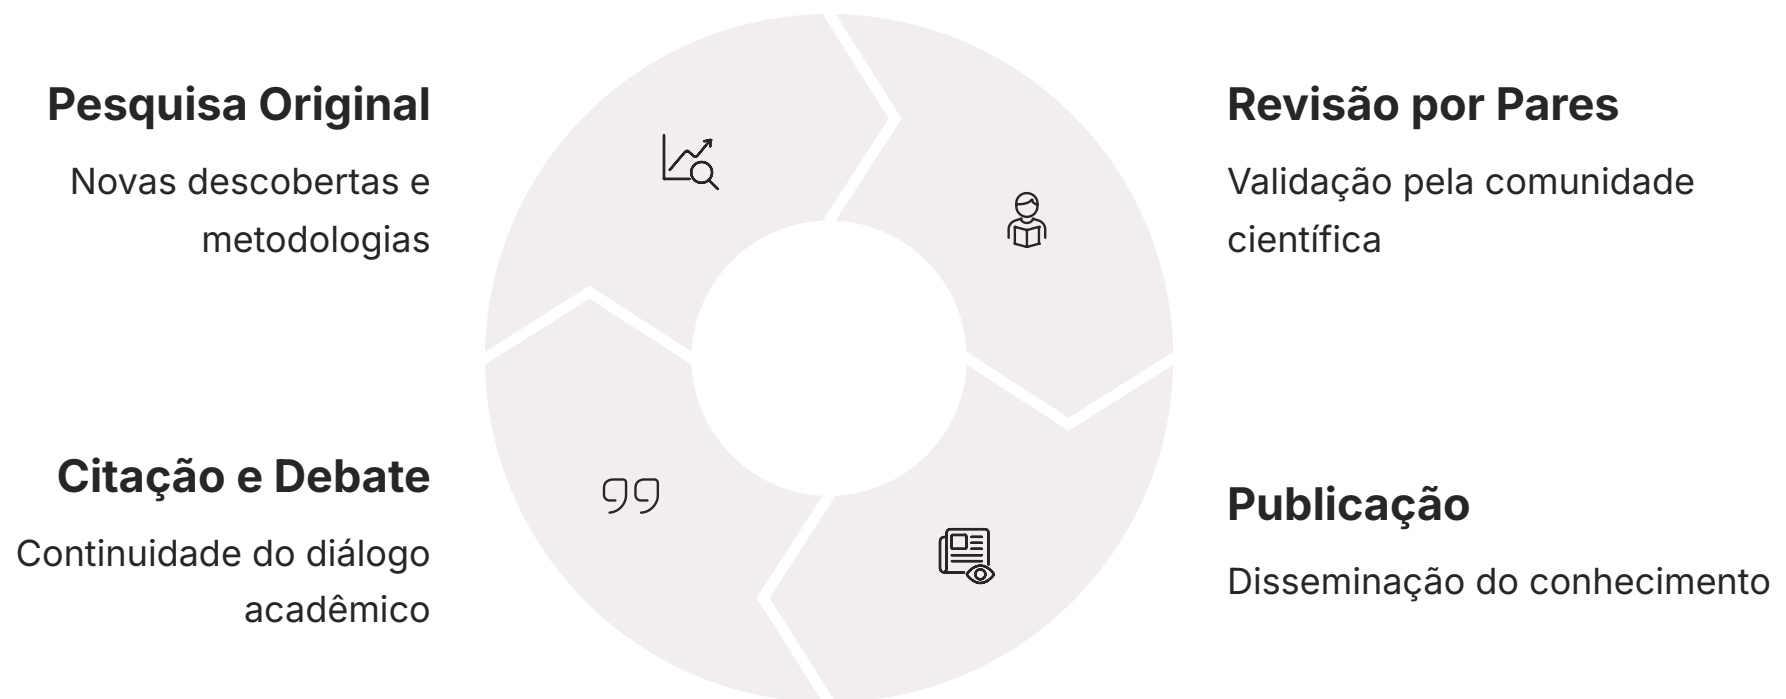 Pesquisa Original
Novas descobertas e
metodologias
Revisão por Pares
Validação pela comunidade
científica
Citação e Debate
Continuidade do diálogo
acadêmico
Publicação
Disseminação do conhecimento